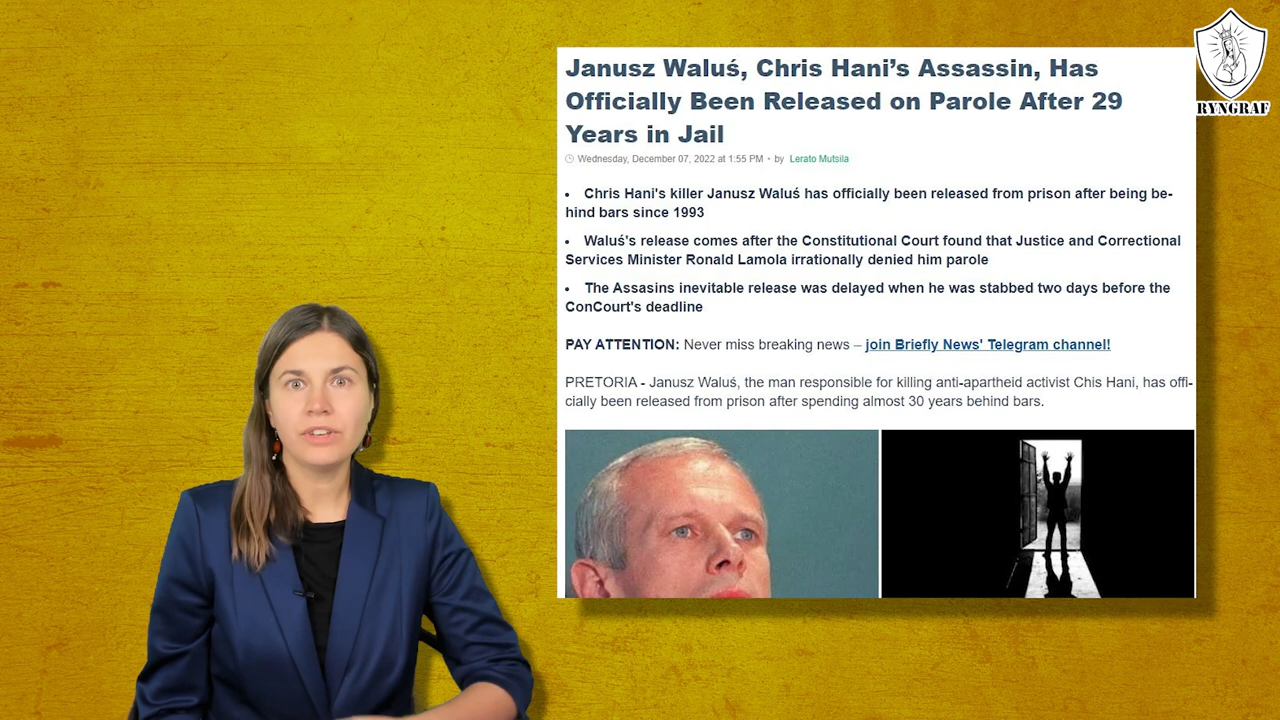 Janusz Waluś, Chris Hani’s Assassin, Has
Officially Been Released on Parole After 29
Years in Jail
Wednesday, December 07, 2022 at 1:55 PM • by Lerato Mutsila
• Chris Hani's killer Janusz Waluś has officially been released from prison after being be-
hind bars since 1993
• Waluś's release comes after the Constitutional Court found that Justice and Correctional
Services Minister Ronald Lamola irrationally denied him parole
• The Assasins inevitable release was delayed when he was stabbed two days before the
ConCourt's deadline
PAY ATTENTION: Never miss breaking news – join Briefly News' Telegram channel!
PRETORIA - Janusz Waluś, the man responsible for killing anti-apartheid activist Chis Hani, has offi-
cially been released from prison after spending almost 30 years behind bars.
RYNGRAF